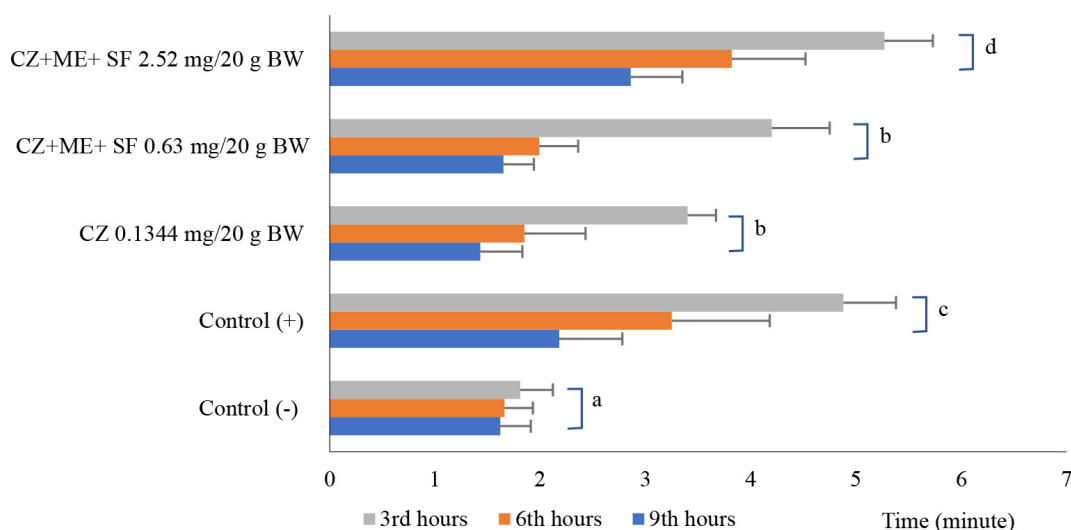 CZ+ME+ SF 2.52 mg/20 g BW
d
CZ+ME+ SF 0.63 mg/20 g BW
b
CZ 0.1344 mg/20 g BW
b
Control (+)
c
Control (-)
a
0 1 2 3 4 5 6 7
3rd hours 6th hours 9th hours Time (minute)